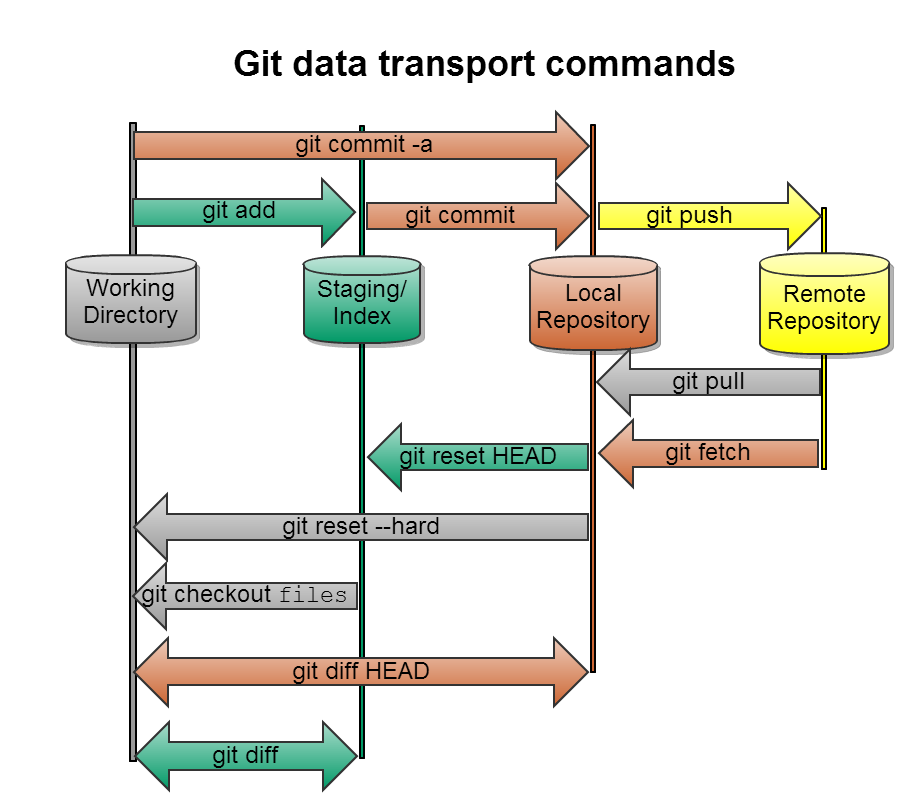 Git data transport commands
git commit -a
git add
git commit
git push
Working
Directory
Staging/
Index
Local
Repository
Remote
Repository
git pull
git reset HEAD
git fetch
git reset --hard
git checkout files
git diff HEAD
git diff